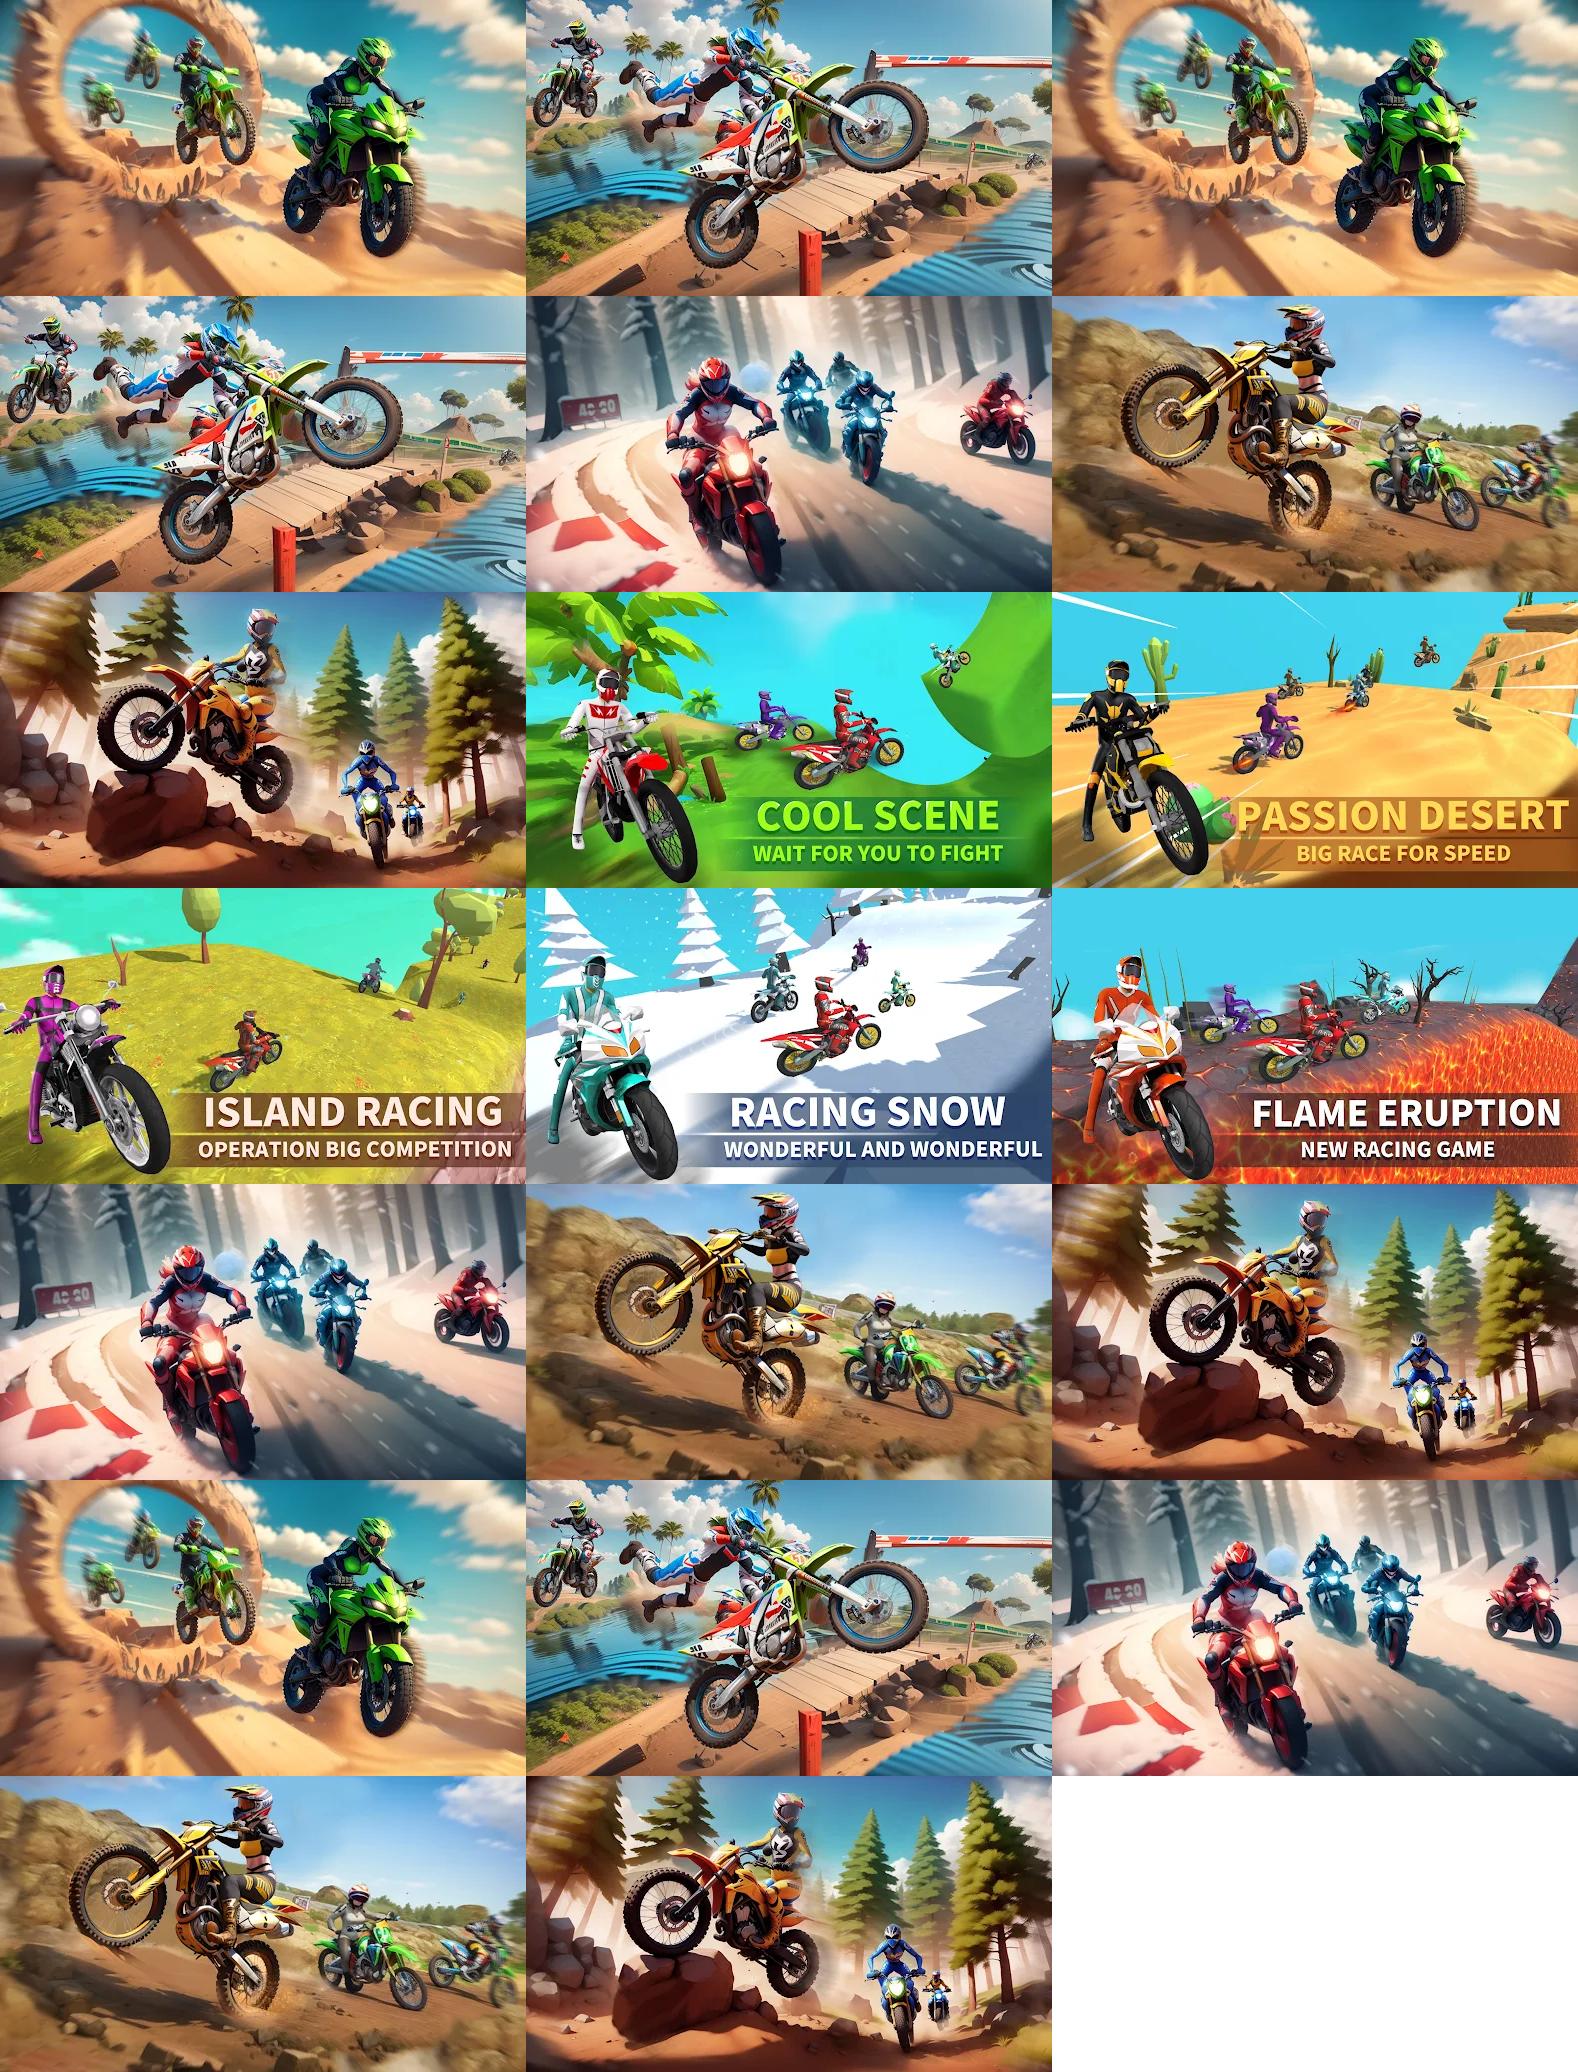 COOL SCENE
WAIT FOR YOU TO FIGHT
PASSION DESERT
BIG RACE FOR SPEED
ISLAND RACING
OPERATION BIG COMPETITION
RACING SNOW
WONDERFUL AND WONDERFUL
FLAME ERUPTION
NEW RACING GAME